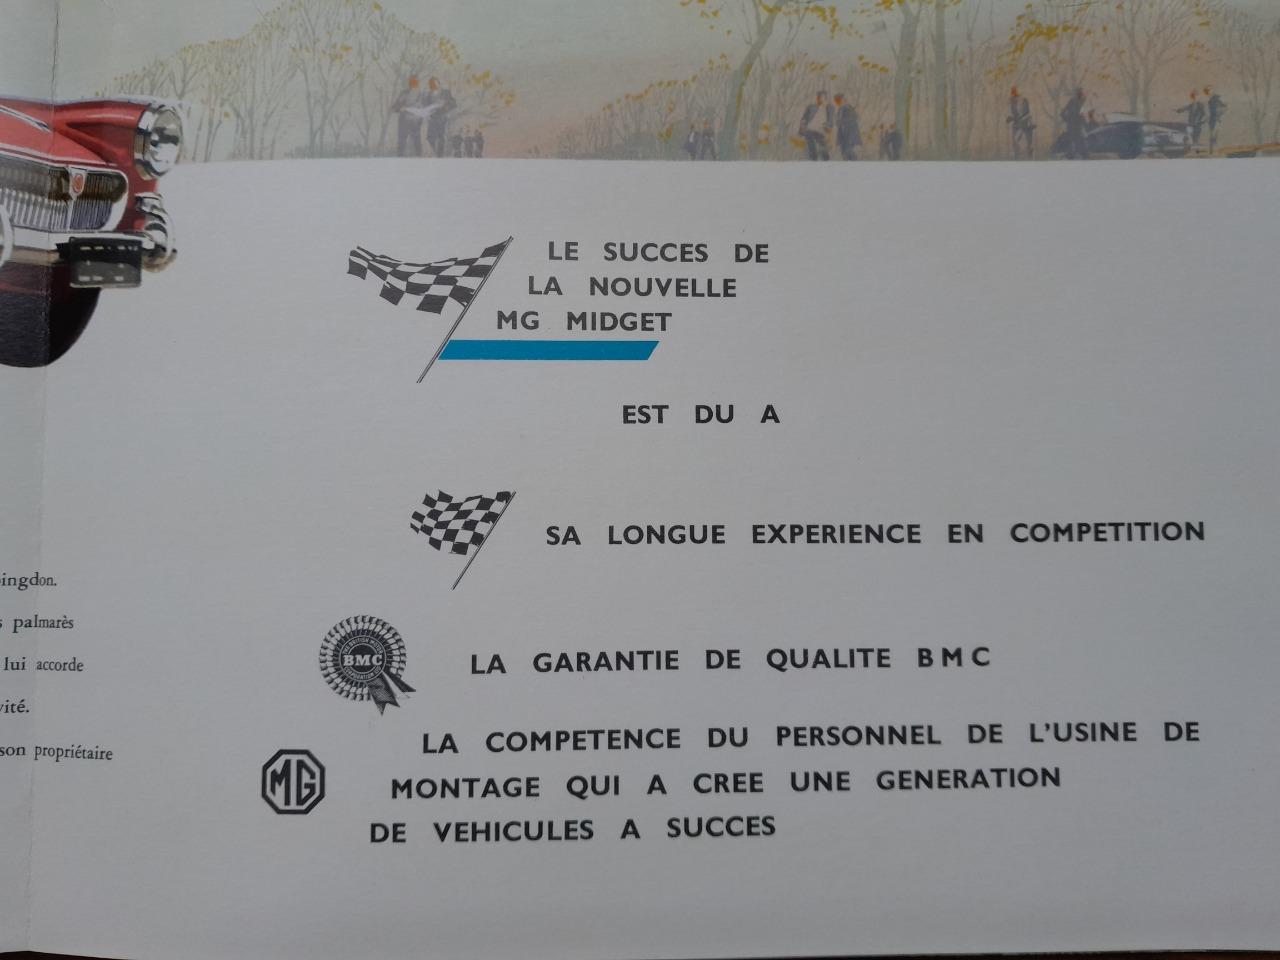 LE SUCCES DE
LA NOUVELLE
MG MIDGET
EST DU A
SA LONGUE EXPERIENCE EN COMPETITION
BMC
LA GARANTIE DE QUALITE BMC
MG
LA COMPETENCE DU PERSONNEL DE L'USINE DE
MONTAGE QUI A CREE UNE GENERATION
DE VEHICULES A SUCCES
ingdon.
s palmarès
lui accorde
vité.
son propriétaire